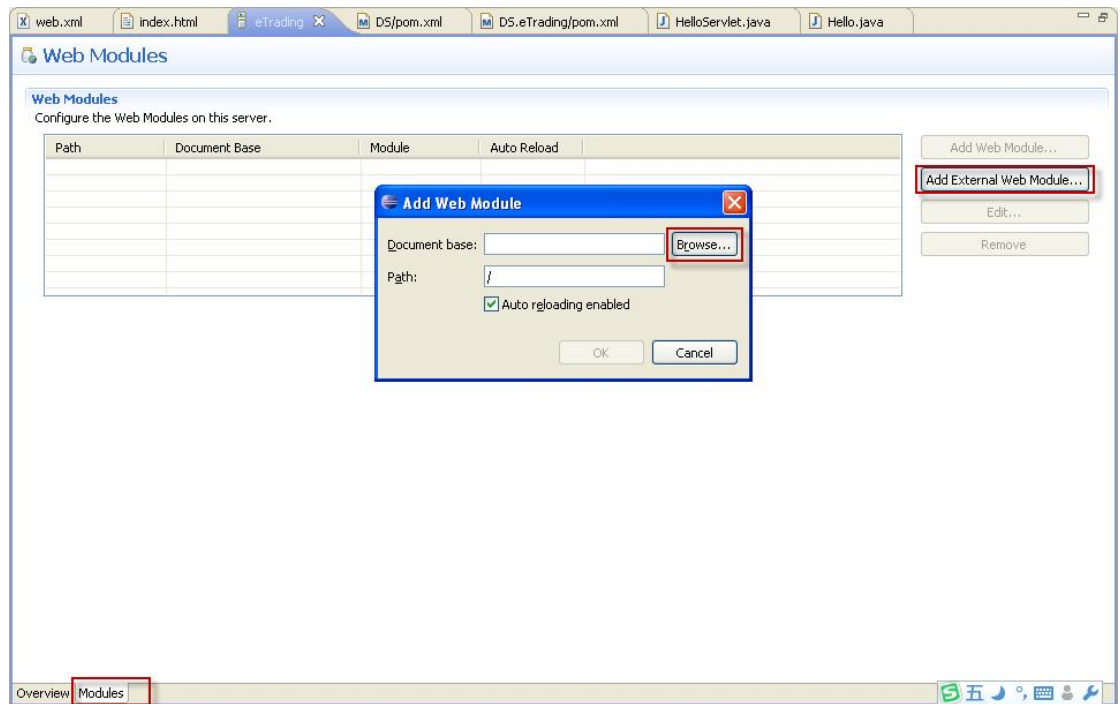 web.xml index.html eTrading DS/pom.xml DS.eTrading/pom.xml HelloServlet.java Hello.java
Web Modules
Web Modules
Configure the Web Modules on this server.
Path Document Base Module Auto Reload
Add Web Module...
Add External Web Module...
Edit...
Remove
Add Web Module
Document base: Browse...
Path: /
Auto reloading enabled
OK Cancel
Overview Modules
五